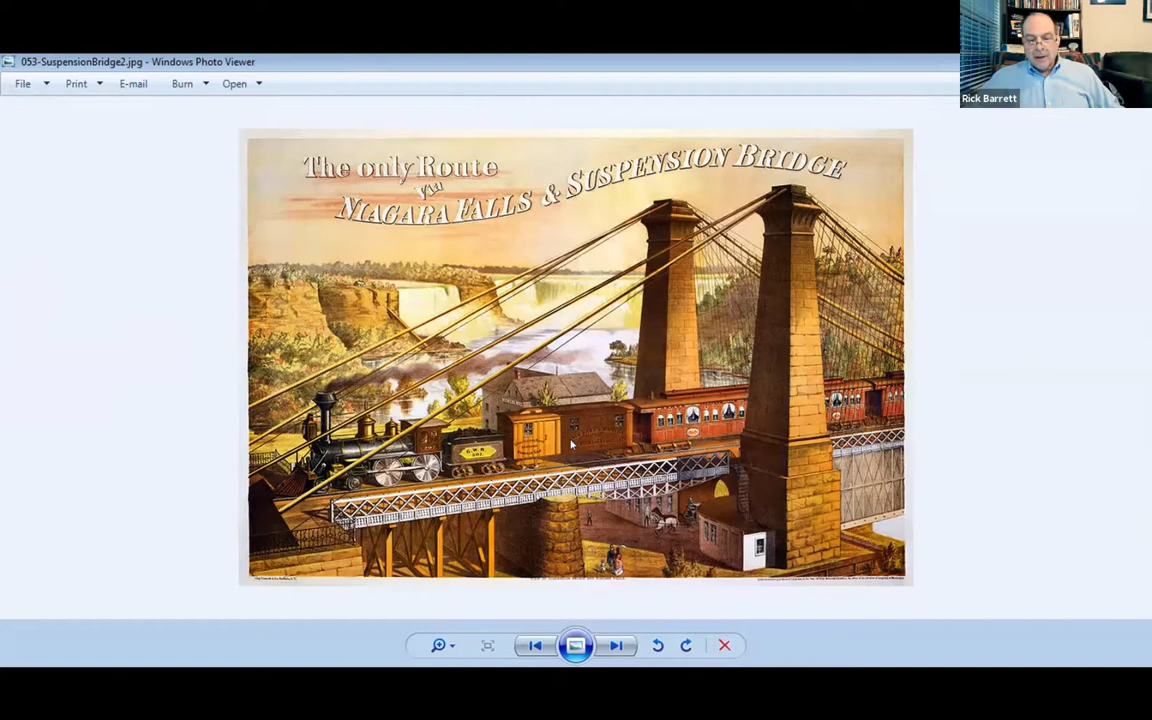 053-SuspensionBridge2.jpg - Windows Photo Viewer
File Print E-mail Burn Open
Rick Barrett
The only Route
VIA
NIAGARA FALLS & SUSPENSION BRIDGE
G.W.R.